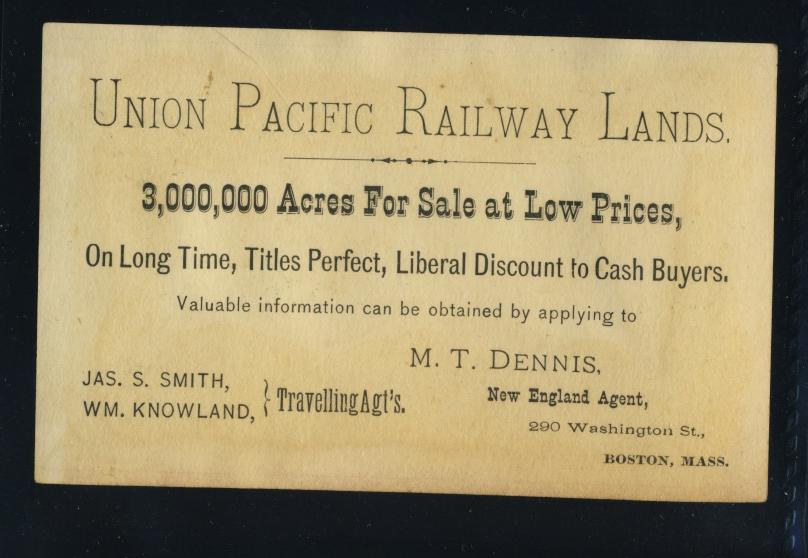 UNION PACIFIC RAILWAY LANDS.
3,000,000 Acres For Sale at Low Prices,
On Long Time, Titles Perfect, Liberal Discount to Cash Buyers.
Valuable information can be obtained by applying to
M. T. DENNIS,
New England Agent,
290 Washington St.,
BOSTON, MASS.
JAS. S. SMITH,
WM. KNOWLAND,
} Travelling Agt's.